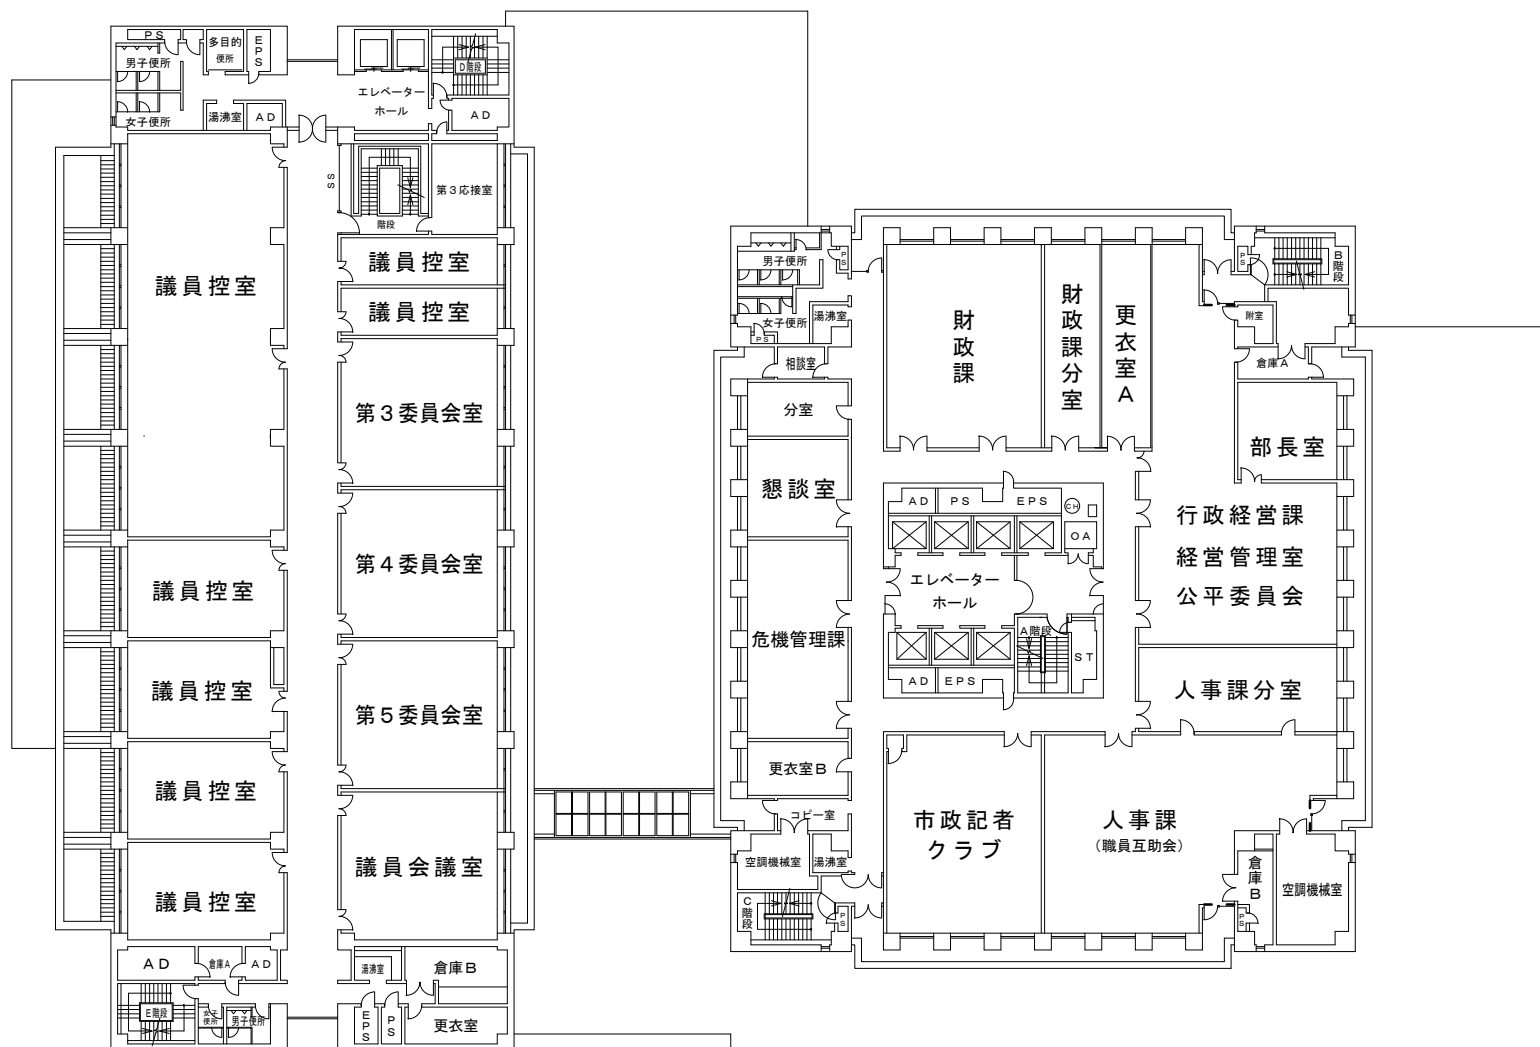 PS
多目的
便所
EPS
男子便所
女子便所
湯沸室
AD
エレベーター
ホール
D階段
AD
SS
階段
第3応接室
議員控室
議員控室
議員控室
第3委員会室
第4委員会室
議員控室
議員控室
第5委員会室
議員控室
議員控室
議員会議室
AD
倉庫A
AD
湯沸室
倉庫B
E階段
女子
便所
男子便所
EPS
PS
更衣室
男子便所
PS
女子便所
湯沸室
PS
相談室
分室
懇談室
危機管理課
更衣室B
コピー室
空調機械室
湯沸室
C階段
PS
財政課
財政課分室
更衣室A
PS
B階段
附室
倉庫A
部長室
行政経営課
経営管理室
公平委員会
AD
PS
EPS
CH
OA
エレベーター
ホール
A階段
ST
AD
EPS
人事課分室
市政記者
クラブ
人事課
(職員互助会)
倉庫B
PS
空調機械室